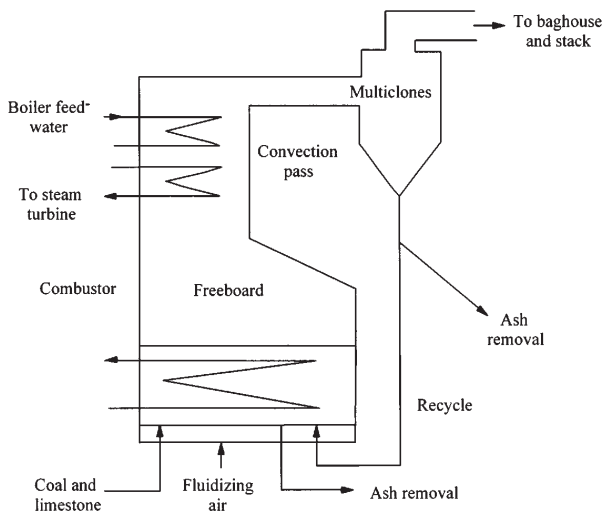 To baghouse
and stack
Multiclones
Boiler feed-
water
Convection
pass
To steam
turbine
Combustor
Freeboard
Ash
removal
Recycle
Coal and
limestone
Fluidizing
air
Ash removal